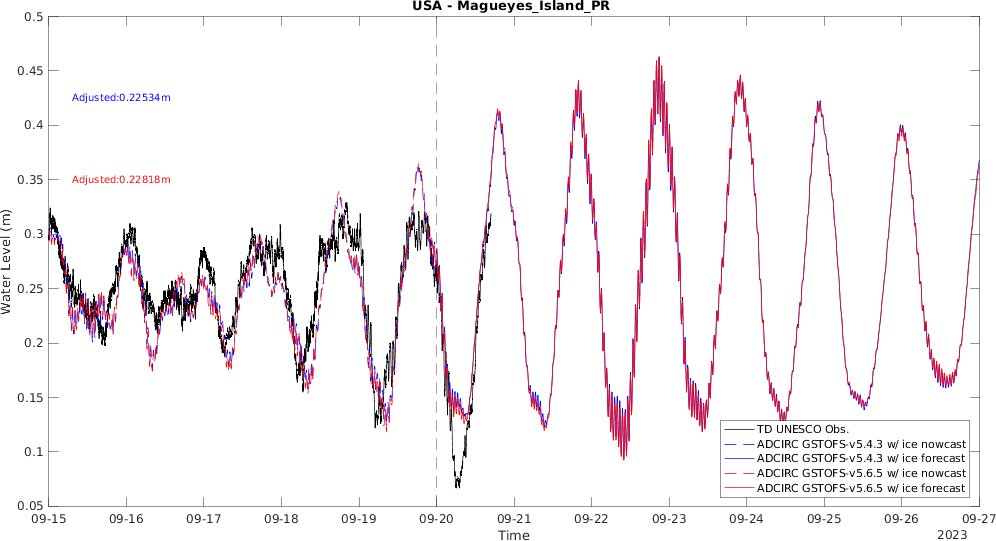 USA - Magueyes_Island_PR
0.5
0.45
0.4
0.35
0.3
0.25
0.2
0.15
0.1
0.05
Water Level (m)
Adjusted:0.22534m
Adjusted:0.22818m
TD UNESCO Obs.
ADCIRC GSTOFS-v5.4.3 w/ ice nowcast
ADCIRC GSTOFS-v5.4.3 w/ ice forecast
ADCIRC GSTOFS-v5.6.5 w/ ice nowcast
ADCIRC GSTOFS-v5.6.5 w/ ice forecast
09-15 09-16 09-17 09-18 09-19 09-20 09-21 09-22 09-23 09-24 09-25 09-26 09-27
Time
2023